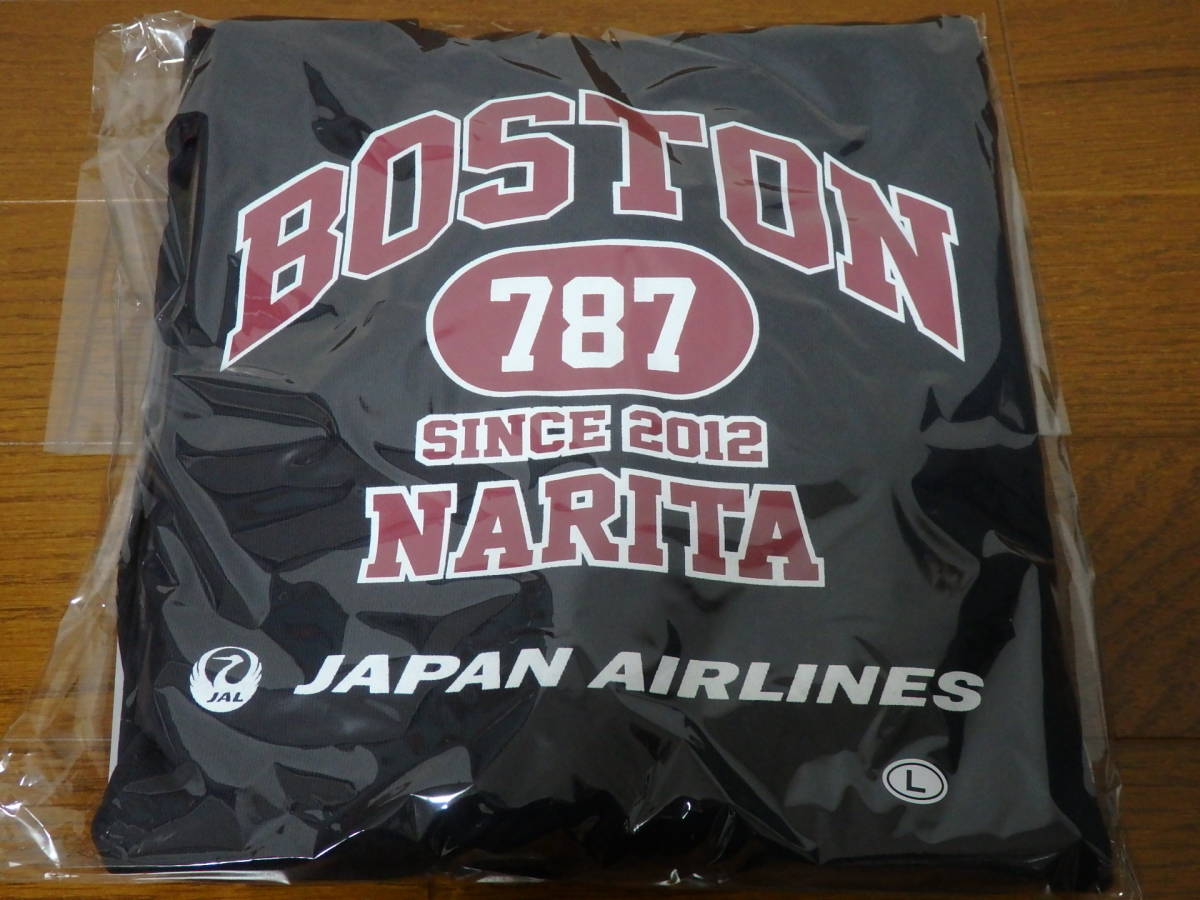 BOSTON
787
SINCE 2012
NARITA
JAL JAPAN AIRLINES
L